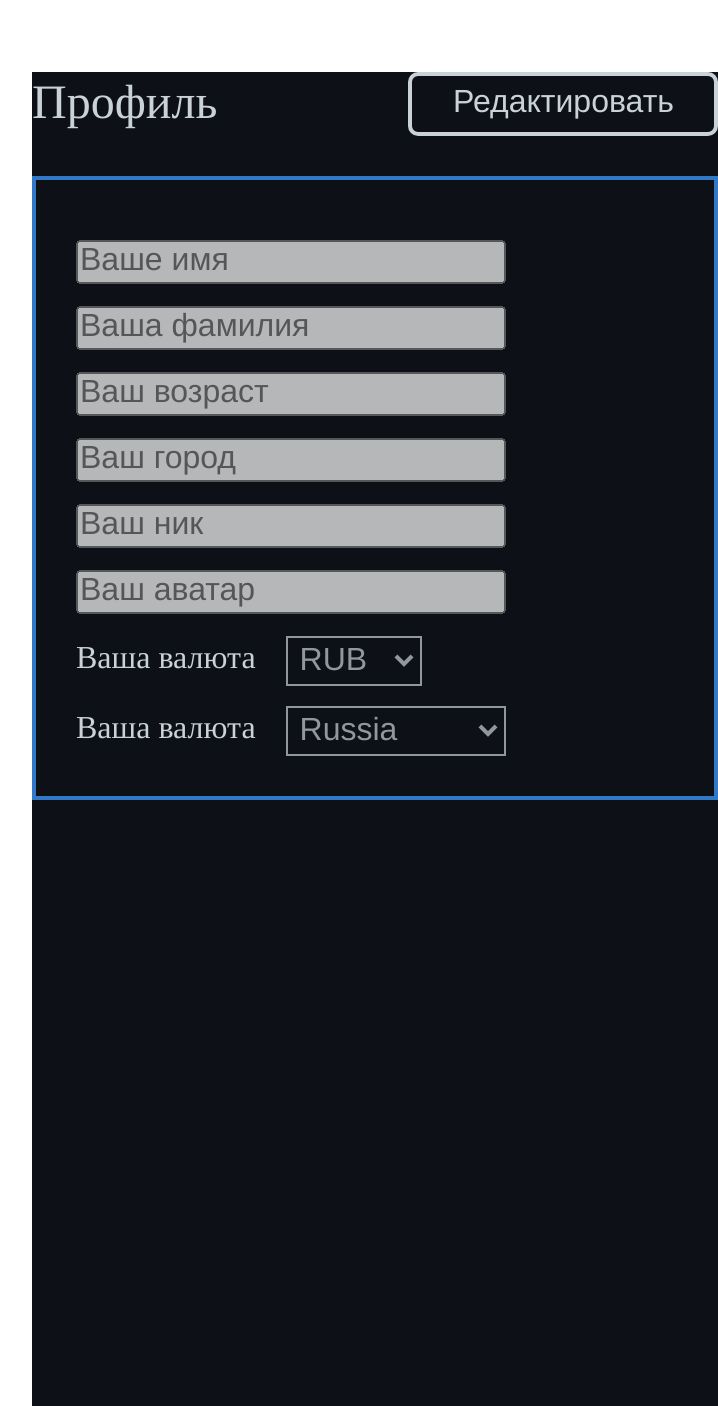 Профиль
Редактировать
Ваше имя
Ваша фамилия
Ваш возраст
Ваш город
Ваш ник
Ваш аватар
Ваша валюта RUB
Ваша валюта Russia